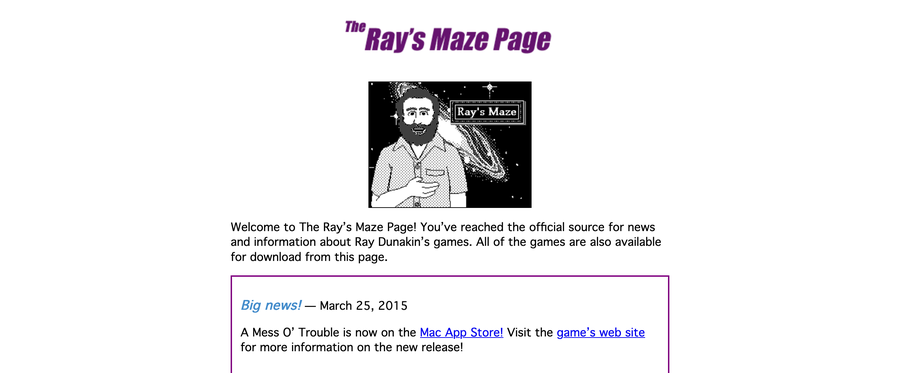 The Ray’s Maze Page
Ray's Maze
Welcome to The Ray’s Maze Page! You’ve reached the official source for news
and information about Ray Dunakin’s games. All of the games are also available
for download from this page.
Big news! — March 25, 2015
A Mess O’ Trouble is now on the Mac App Store! Visit the game’s web site
for more information on the new release!